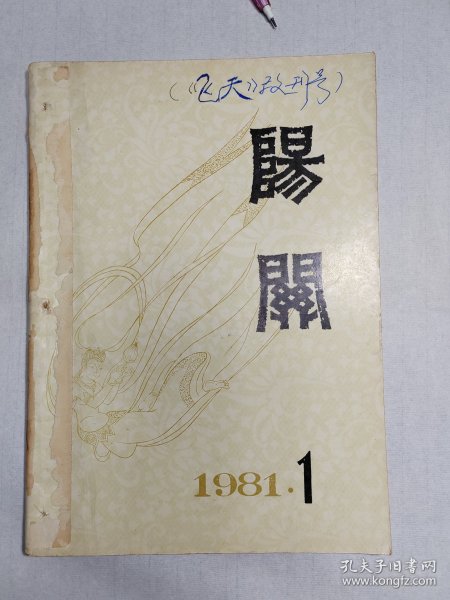 (《飞天》改刊号)
陽
關
1981.1
孔夫子旧书网
www.kongfz.com